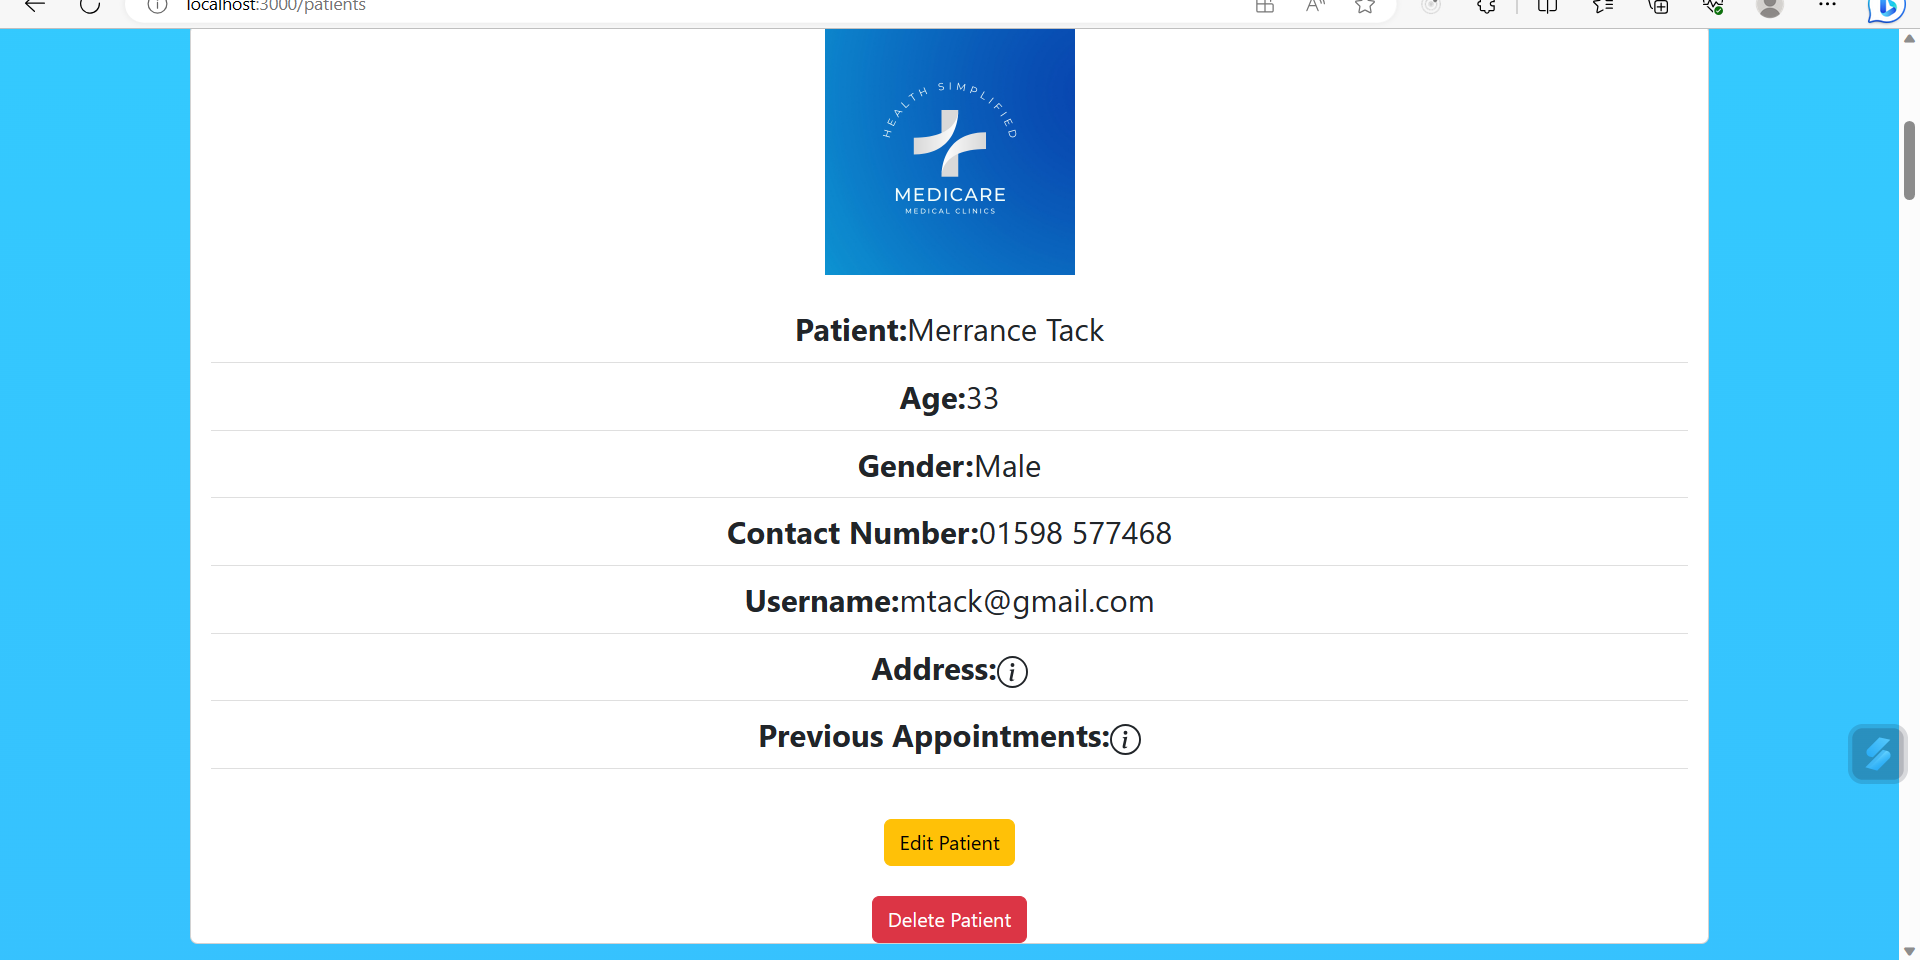 localhost:3000/patients
HEALTH SIMPLIFIED
MEDICARE
MEDICAL CLINICS
Patient:Merrance Tack
Age:33
Gender:Male
Contact Number:01598 577468
Username:mtack@gmail.com
Address:
Previous Appointments:
Edit Patient
Delete Patient